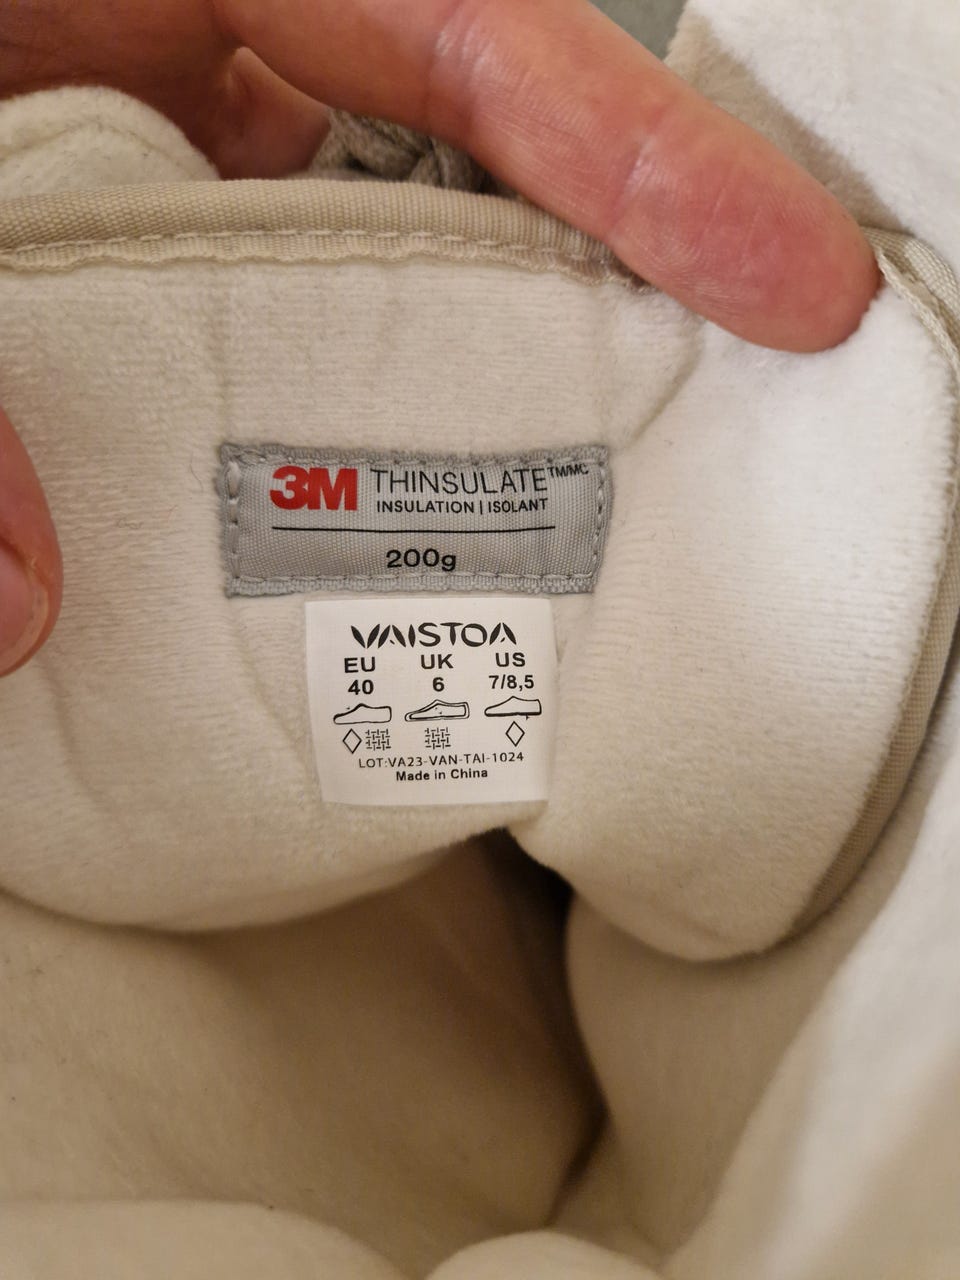 3M THINSULATE™/MC
INSULATION | ISOLANT
200g
VAISTOA
EU UK US
40 6 7/8,5
LOT:VA23-VAN-TAI-1024
Made in China